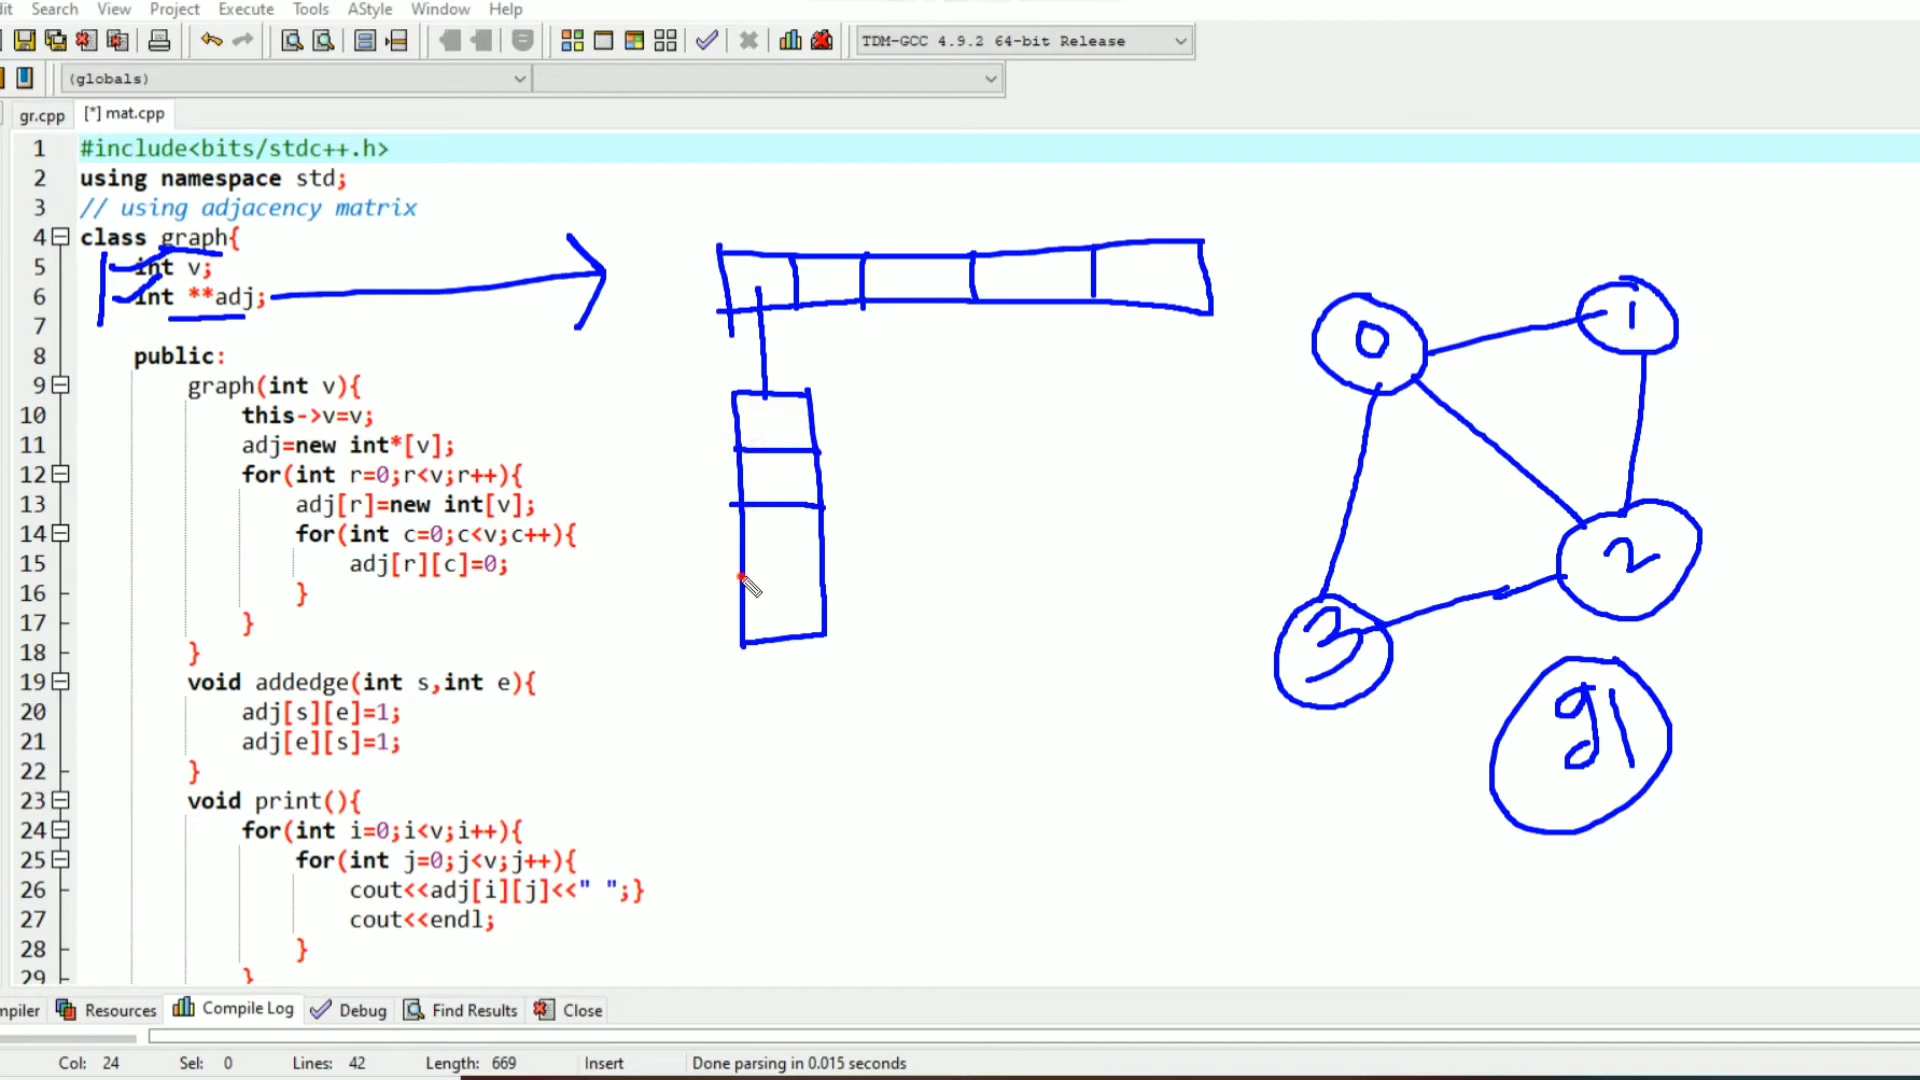 dit Search View Project Execute Tools AStyle Window Help
TDM-GCC 4.9.2 64-bit Release
(globals)
gr.cpp [*] mat.cpp
1 #include<bits/stdc++.h>
2 using namespace std;
3 // using adjacency matrix
4 class graph{
5 int v;
6 int **adj;
7
8 public:
9 graph(int v){
10 this->v=v;
11 adj=new int*[v];
12 for(int r=0;r<v;r++){
13 adj[r]=new int[v];
14 for(int c=0;c<v;c++){
15 adj[r][c]=0;
16 }
17 }
18 }
19 void addedge(int s,int e){
20 adj[s][e]=1;
21 adj[e][s]=1;
22 }
23 void print(){
24 for(int i=0;i<v;i++){
25 for(int j=0;j<v;j++){
26 cout<<adj[i][j]<<" ";}
27 cout<<endl;
28 }
29 }
0
1
2
3
g1
mpiler Resources Compile Log Debug Find Results Close
Col: 24 Sel: 0 Lines: 42 Length: 669 Insert Done parsing in 0.015 seconds